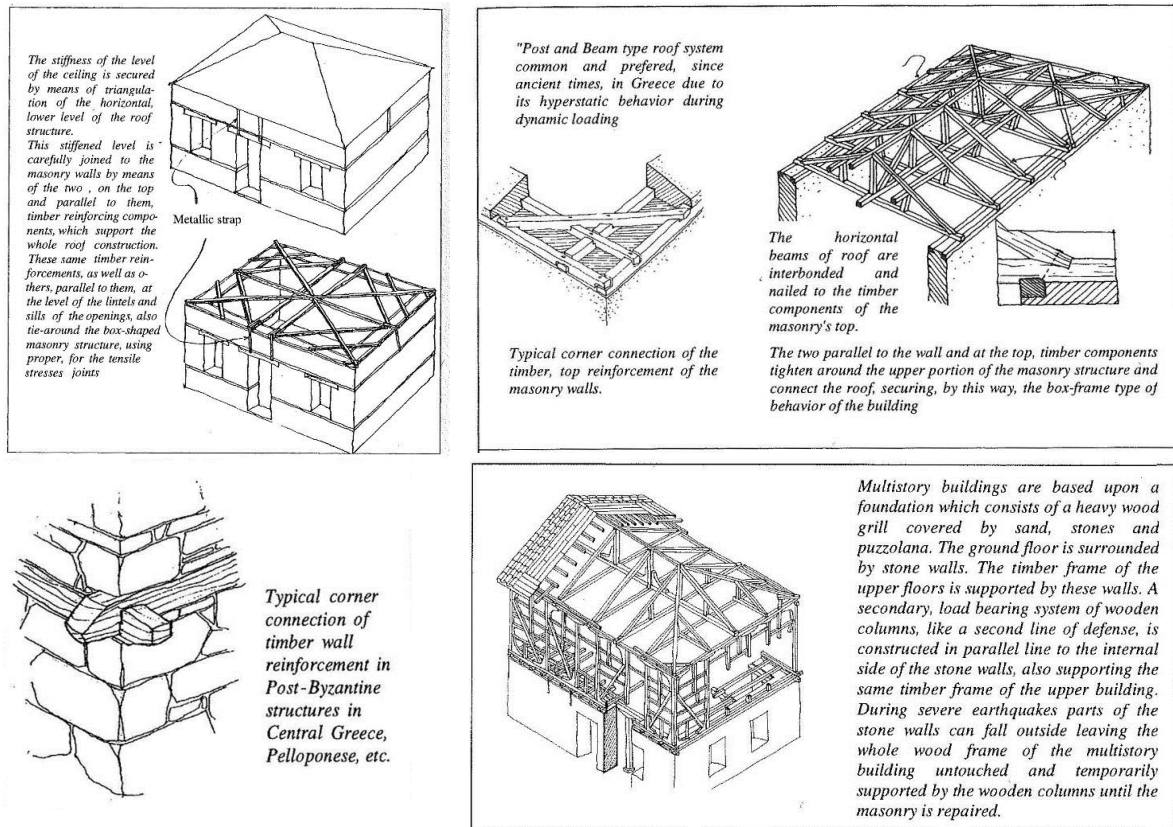 The stiffness of the level
of the ceiling is secured
by means of triangula-
tion of the horizontal,
lower level of the roof
structure.
This stiffened level is
carefully joined to the
masonry walls by means
of the two , on the top
and parallel to them,
timber reinforcing compo-
nents, which support the
whole roof construction.
These same timber rein-
forcements, as well as o-
thers, parallel to them, at
the level of the lintels and
sills of the openings, also
tie-around the box-shaped
masonry structure, using
proper, for the tensile
stresses joints
Metallic strap
"Post and Beam type roof system
common and prefered, since
ancient times, in Greece due to
its hyperstatic behavior during
dynamic loading
Typical corner connection of the
timber, top reinforcement of the
masonry walls.
The horizontal
beams of roof are
interbonded and
nailed to the timber
components of the
masonry's top.
The two parallel to the wall and at the top, timber components
tighten around the upper portion of the masonry structure and
connect the roof, securing, by this way, the box-frame type of
behavior of the building
Typical corner
connection of
timber wall
reinforcement in
Post-Byzantine
structures in
Central Greece,
Pelloponese, etc.
Multistory buildings are based upon a
foundation which consists of a heavy wood
grill covered by sand, stones and
puzzolana. The ground floor is surrounded
by stone walls. The timber frame of the
upper floors is supported by these walls. A
secondary, load bearing system of wooden
columns, like a second line of defense, is
constructed in parallel line to the internal
side of the stone walls, also supporting the
same timber frame of the upper building.
During severe earthquakes parts of the
stone walls can fall outside leaving the
whole wood frame of the multistory
building untouched and temporarily
supported by the wooden columns until the
masonry is repaired.